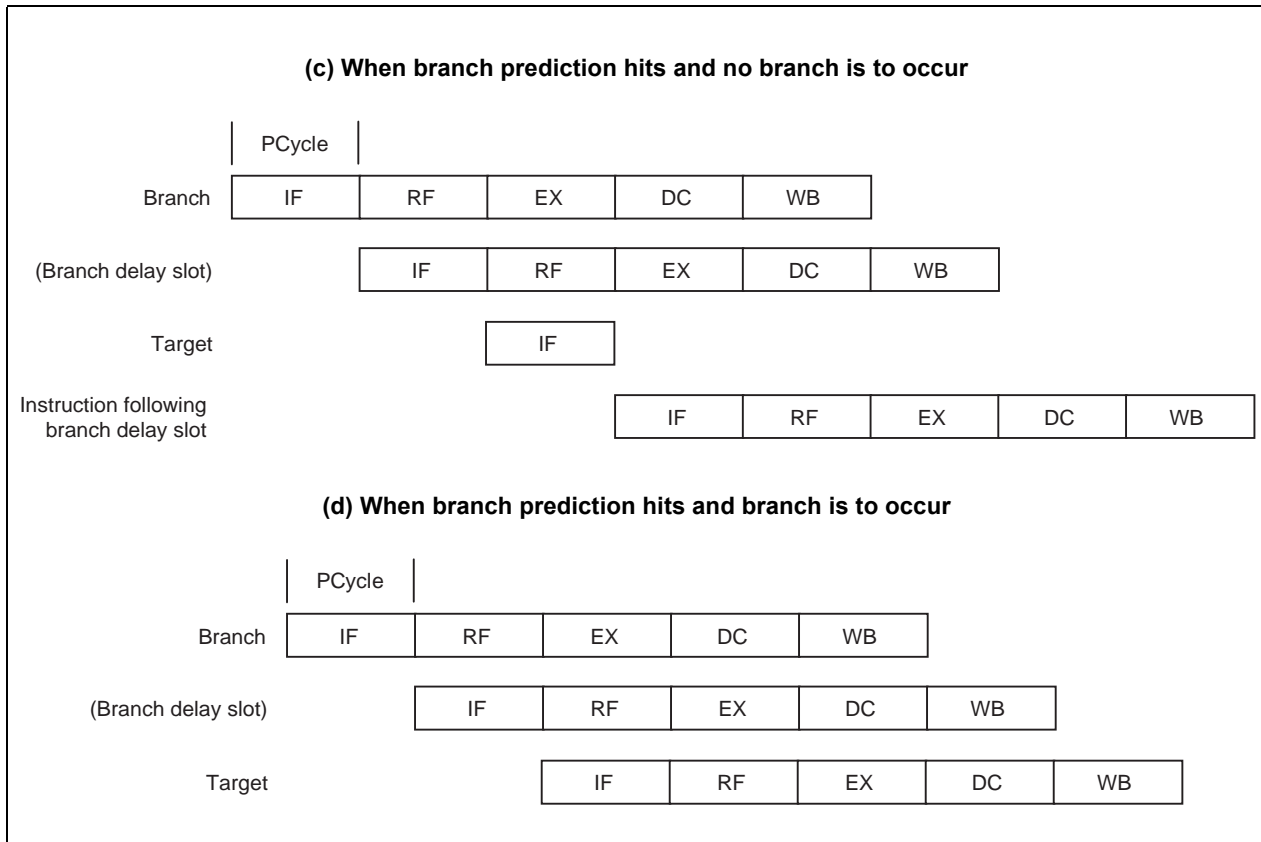 (c) When branch prediction hits and no branch is to occur
PCycle
Branch IF RF EX DC WB
(Branch delay slot) IF RF EX DC WB
Target IF
Instruction following
branch delay slot IF RF EX DC WB
(d) When branch prediction hits and branch is to occur
PCycle
Branch IF RF EX DC WB
(Branch delay slot) IF RF EX DC WB
Target IF RF EX DC WB